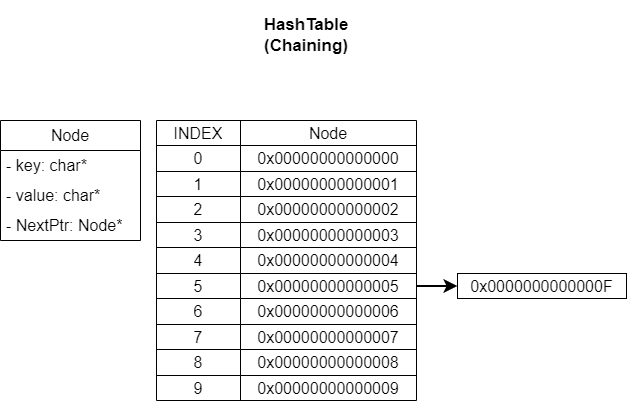 HashTable
(Chaining)
Node
- key: char*
- value: char*
- NextPtr: Node*
INDEX Node
0 0x00000000000000
1 0x00000000000001
2 0x00000000000002
3 0x00000000000003
4 0x00000000000004
5 0x00000000000005 0x0000000000000F
6 0x00000000000006
7 0x00000000000007
8 0x00000000000008
9 0x00000000000009